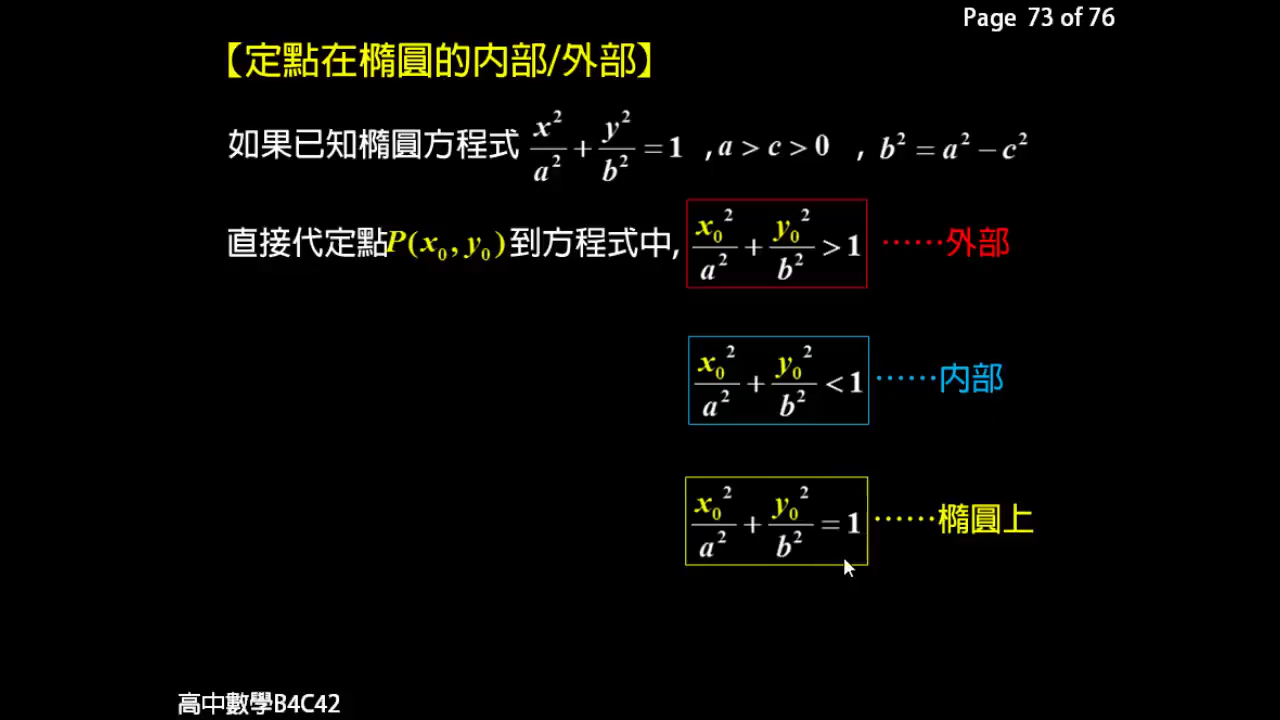 Page 73 of 76
【定點在橢圓的内部/外部】
如果已知橢圓方程式 x²/a² + y²/b² = 1 , a > c > 0 , b² = a² − c²
直接代定點P(x₀, y₀)到方程式中, x₀²/a² + y₀²/b² > 1 ……外部
x₀²/a² + y₀²/b² < 1 ……内部
x₀²/a² + y₀²/b² = 1 ……橢圓上
高中數學B4C42